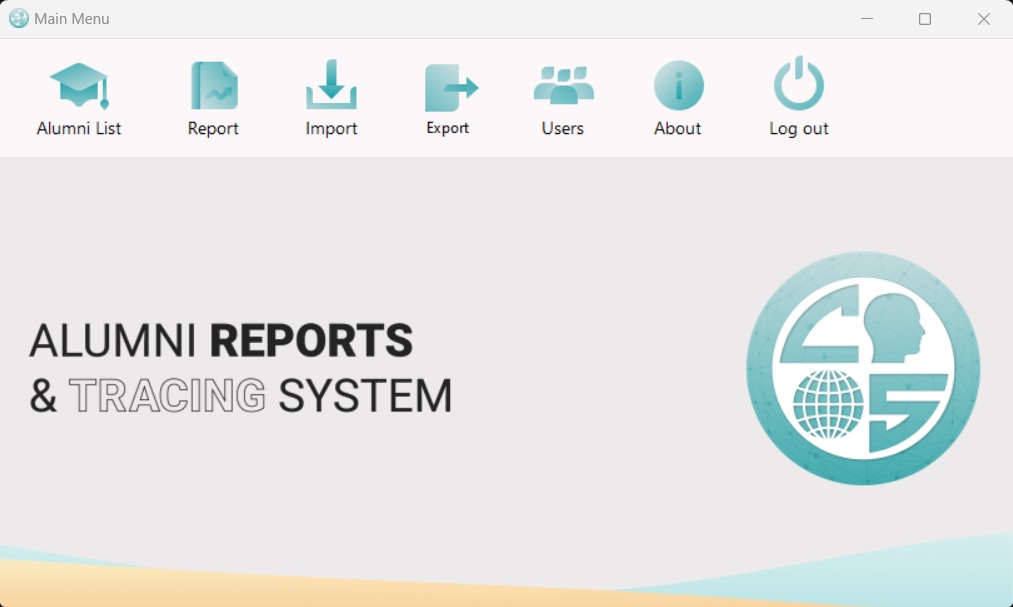 Main Menu
Alumni List
Report
Import
Export
Users
About
Log out
ALUMNI REPORTS
& TRACING SYSTEM